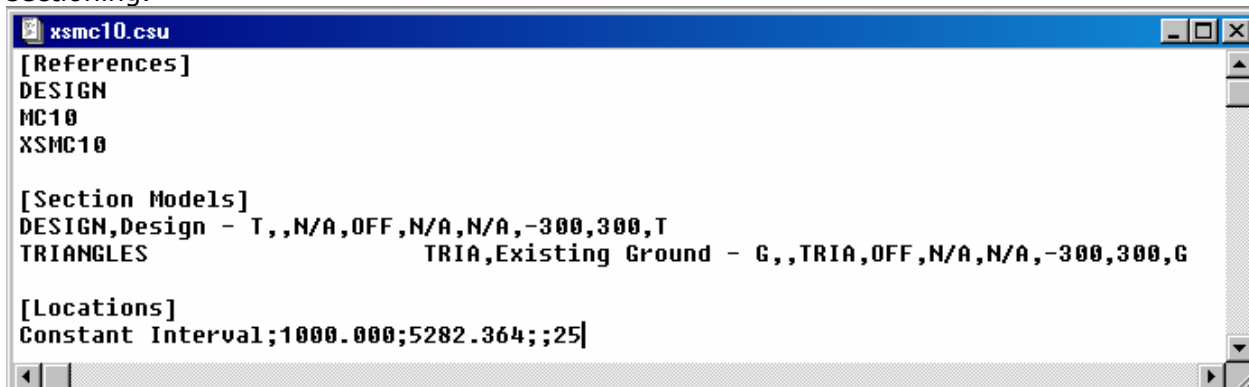 xsmc10.csu
[References]
DESIGN
MC10
XSMC10
[Section Models]
DESIGN,Design - T,,N/A,OFF,N/A,N/A,-300,300,T
TRIANGLES TRIA,Existing Ground - G,,TRIA,OFF,N/A,N/A,-300,300,G
[Locations]
Constant Interval;1000.000;5282.364;;25